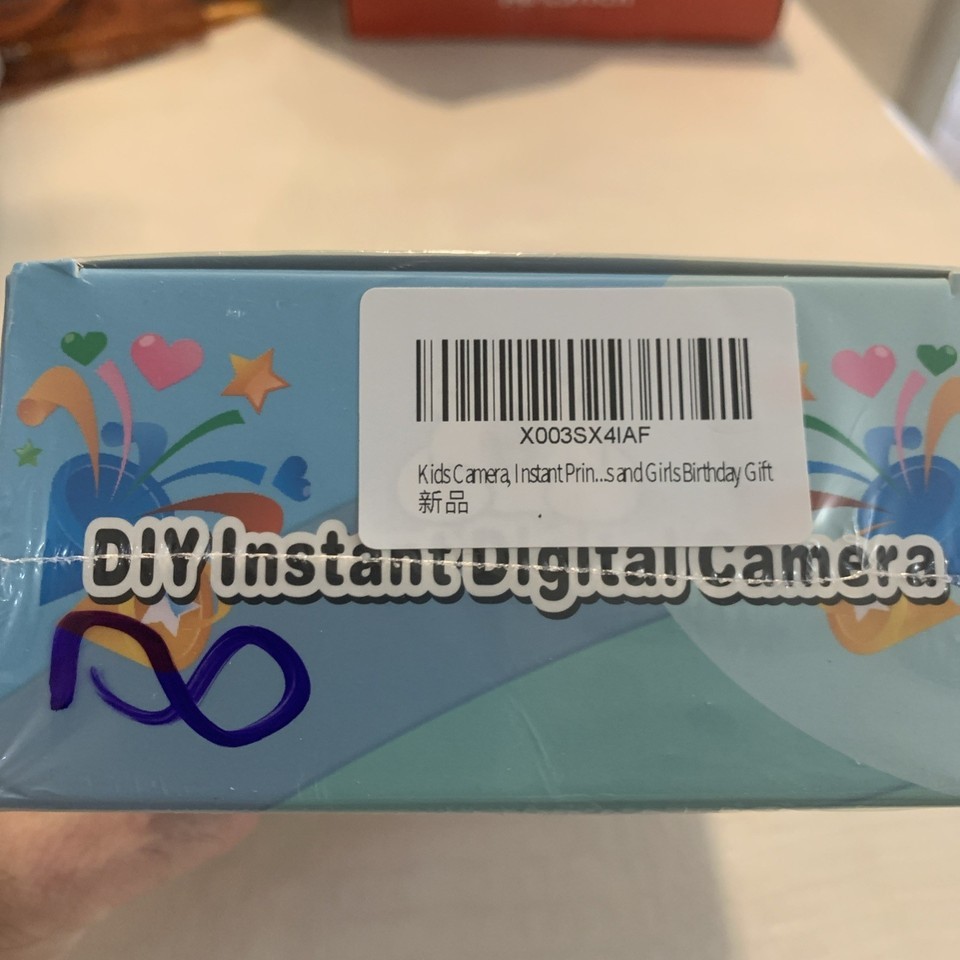 X003SX4IAF
Kids Camera, Instant Prin...s and Girls Birthday Gift
新品
DIY Instant Digital Camera